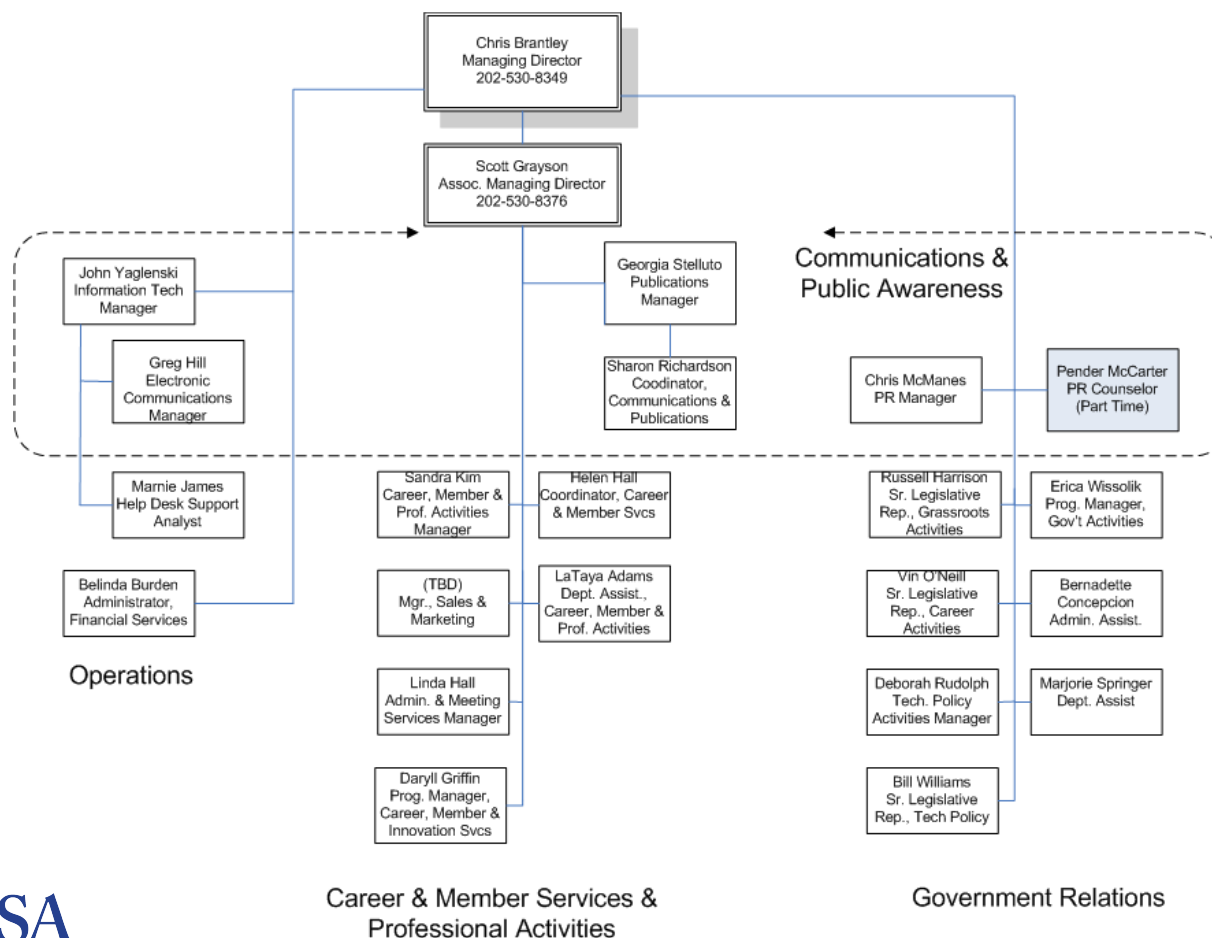 Chris Brantley
Managing Director
202-530-8349
Scott Grayson
Assoc. Managing Director
202-530-8376
Communications &
Public Awareness
John Yaglenski
Information Tech
Manager
Georgia Stelluto
Publications
Manager
Greg Hill
Electronic
Communications
Manager
Sharon Richardson
Coodinator,
Communications &
Publications
Chris McManes
PR Manager
Pender McCarter
PR Counselor
(Part Time)
Marnie James
Help Desk Support
Analyst
Sandra Kim
Career, Member &
Prof. Activities
Manager
Helen Hall
Coordinator, Career
& Member Svcs
Russell Harrison
Sr. Legislative
Rep., Grassroots
Activities
Erica Wissolik
Prog. Manager,
Gov't Activities
Belinda Burden
Administrator,
Financial Services
(TBD)
Mgr., Sales &
Marketing
LaTaya Adams
Dept. Assist.,
Career, Member &
Prof. Activities
Vin O'Neill
Sr. Legislative
Rep., Career
Activities
Bernadette
Concepcion
Admin. Assist.
Operations
Linda Hall
Admin. & Meeting
Services Manager
Deborah Rudolph
Tech. Policy
Activities Manager
Marjorie Springer
Dept. Assist
Daryll Griffin
Prog. Manager,
Career, Member &
Innovation Svcs
Bill Williams
Sr. Legislative
Rep., Tech Policy
Career & Member Services &
Professional Activities
Government Relations
SA